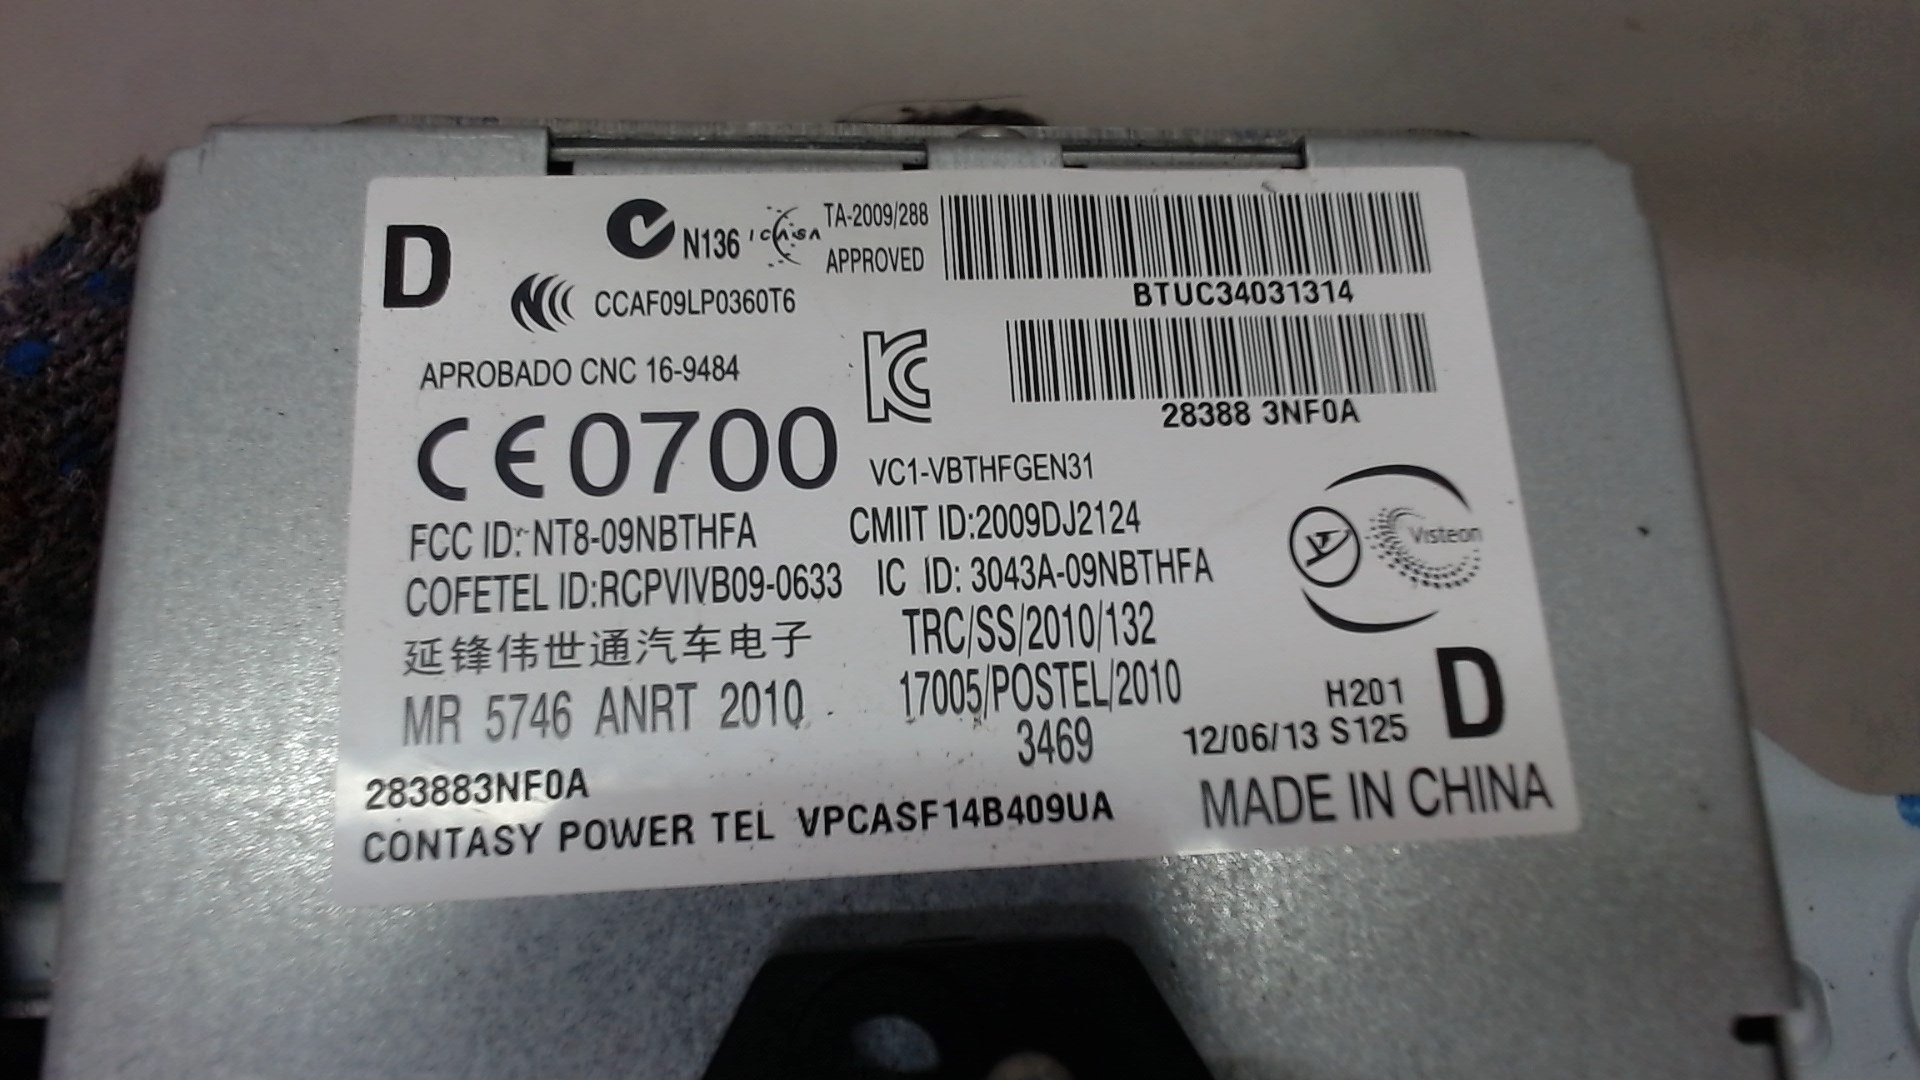 D
N136
ICASA
TA-2009/288
APPROVED
BTUC34031314
CCAF09LP0360T6
APROBADO CNC 16-9484
28388 3NF0A
CE0700
VC1-VBTHFGEN31
FCC ID: NT8-09NBTHFA
CMIIT ID:2009DJ2124
Visteon
COFETEL ID:RCPVIVB09-0633
IC ID: 3043A-09NBTHFA
延锋伟世通汽车电子
TRC/SS/2010/132
MR 5746 ANRT 2010
17005/POSTEL/2010
3469
H201
12/06/13 S125
D
283883NF0A
CONTASY POWER TEL VPCASF14B409UA
MADE IN CHINA